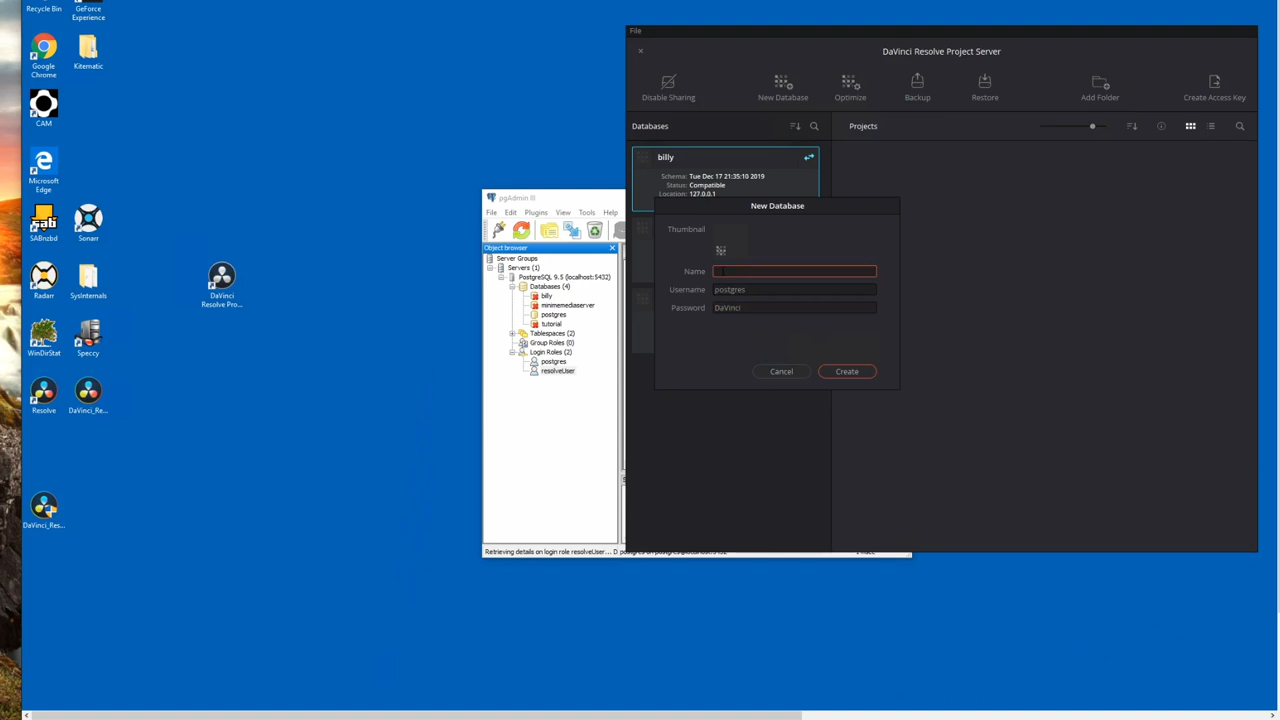 Recycle Bin
GeForce
Experience
Google
Chrome
Kitematic
CAM
Microsoft
Edge
SABnzbd
Sonarr
Radarr
SysInternals
WinDirStat
Speccy
Resolve
DaVinci_Re...
DaVinci_Res...
DaVinci
Resolve Pro...
pgAdmin III
File Edit Plugins View Tools Help
Object browser
Server Groups
Servers (1)
PostgreSQL 9.5 (localhost:5432)
Databases (4)
billy
minimemediaserver
postgres
tutorial
Tablespaces (2)
Group Roles (0)
Login Roles (2)
postgres
resolveUser
Retrieving details on login role resolveUser...
File
DaVinci Resolve Project Server
Disable Sharing
New Database
Optimize
Backup
Restore
Add Folder
Create Access Key
Databases
Projects
billy
Schema: Tue Dec 17 21:35:10 2019
Status: Compatible
Location: 127.0.0.1
New Database
Thumbnail
Name
Username postgres
Password DaVinci
Cancel
Create